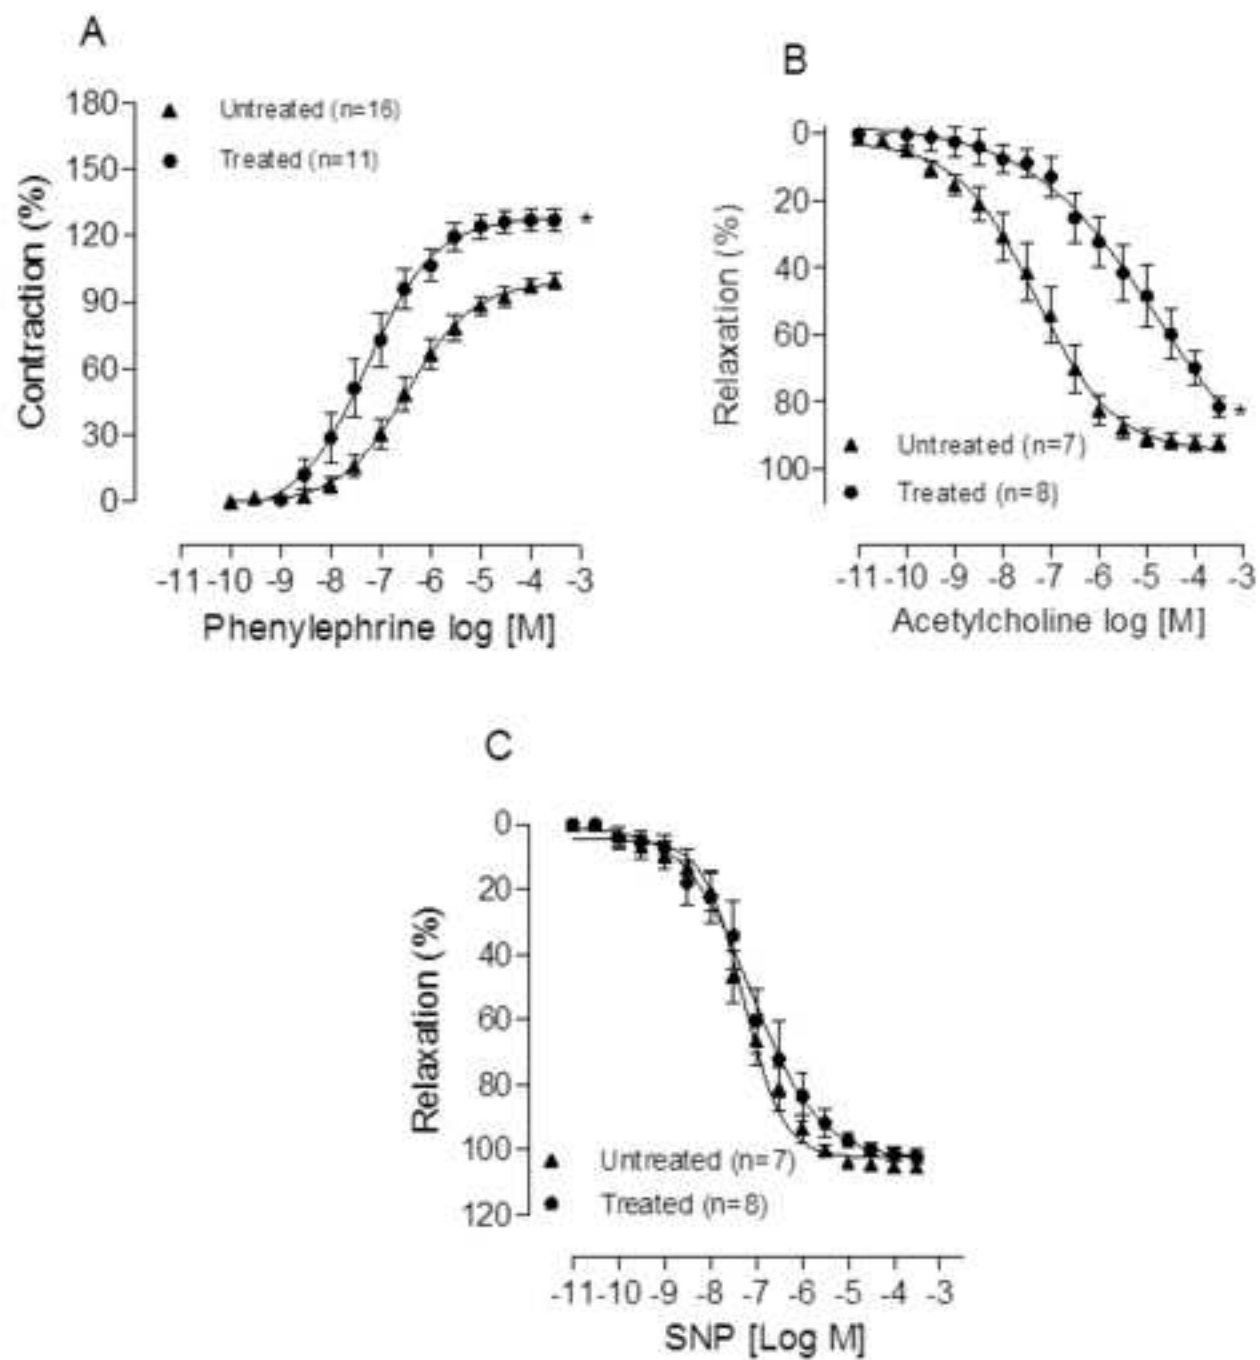 A
180
150
120
90
60
30
0
Contraction (%)
Untreated (n=16)
Treated (n=11)
*
-11 -10 -9 -8 -7 -6 -5 -4 -3
Phenylephrine log [M]
B
0
20
40
60
80
100
Relaxation (%)
*
Untreated (n=7)
Treated (n=8)
-11 -10 -9 -8 -7 -6 -5 -4 -3
Acetylcholine log [M]
C
0
20
40
60
80
100
120
Relaxation (%)
Untreated (n=7)
Treated (n=8)
-11 -10 -9 -8 -7 -6 -5 -4 -3
SNP [Log M]